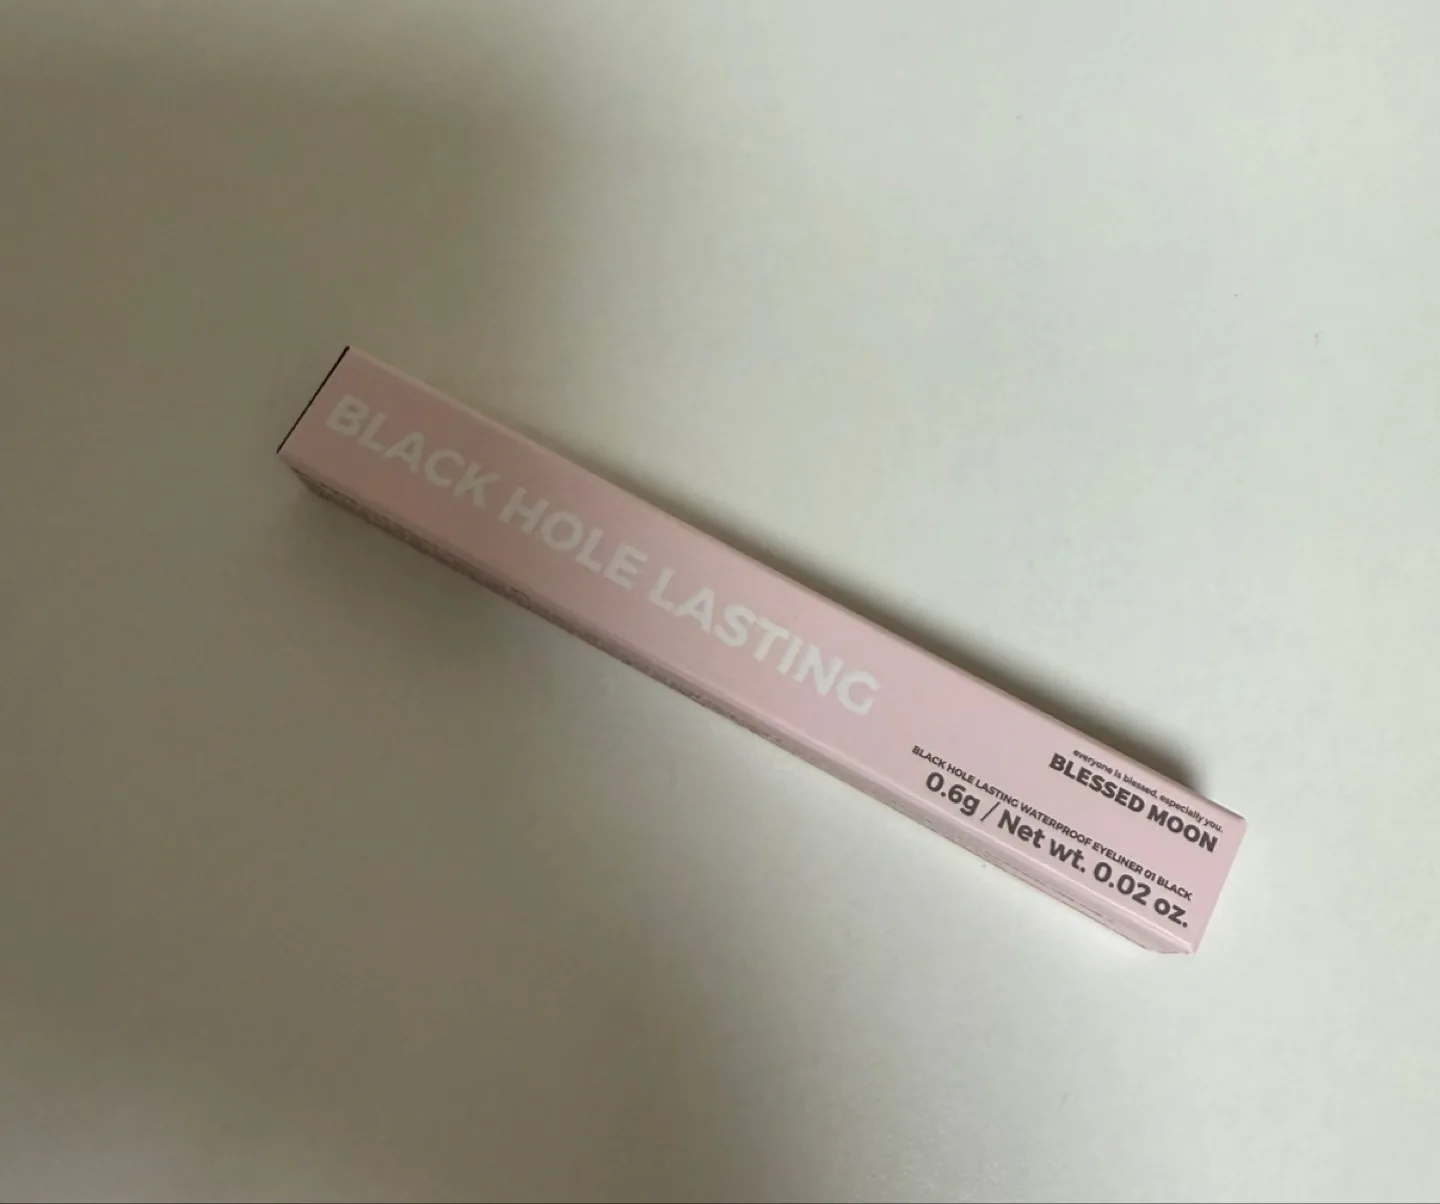 BLACK HOLE LASTING
everyone is blessed, especially you.
BLESSED MOON
BLACK HOLE LASTING WATERPROOF EYELINER 01 BLACK
0.6g / Net wt. 0.02 oz.